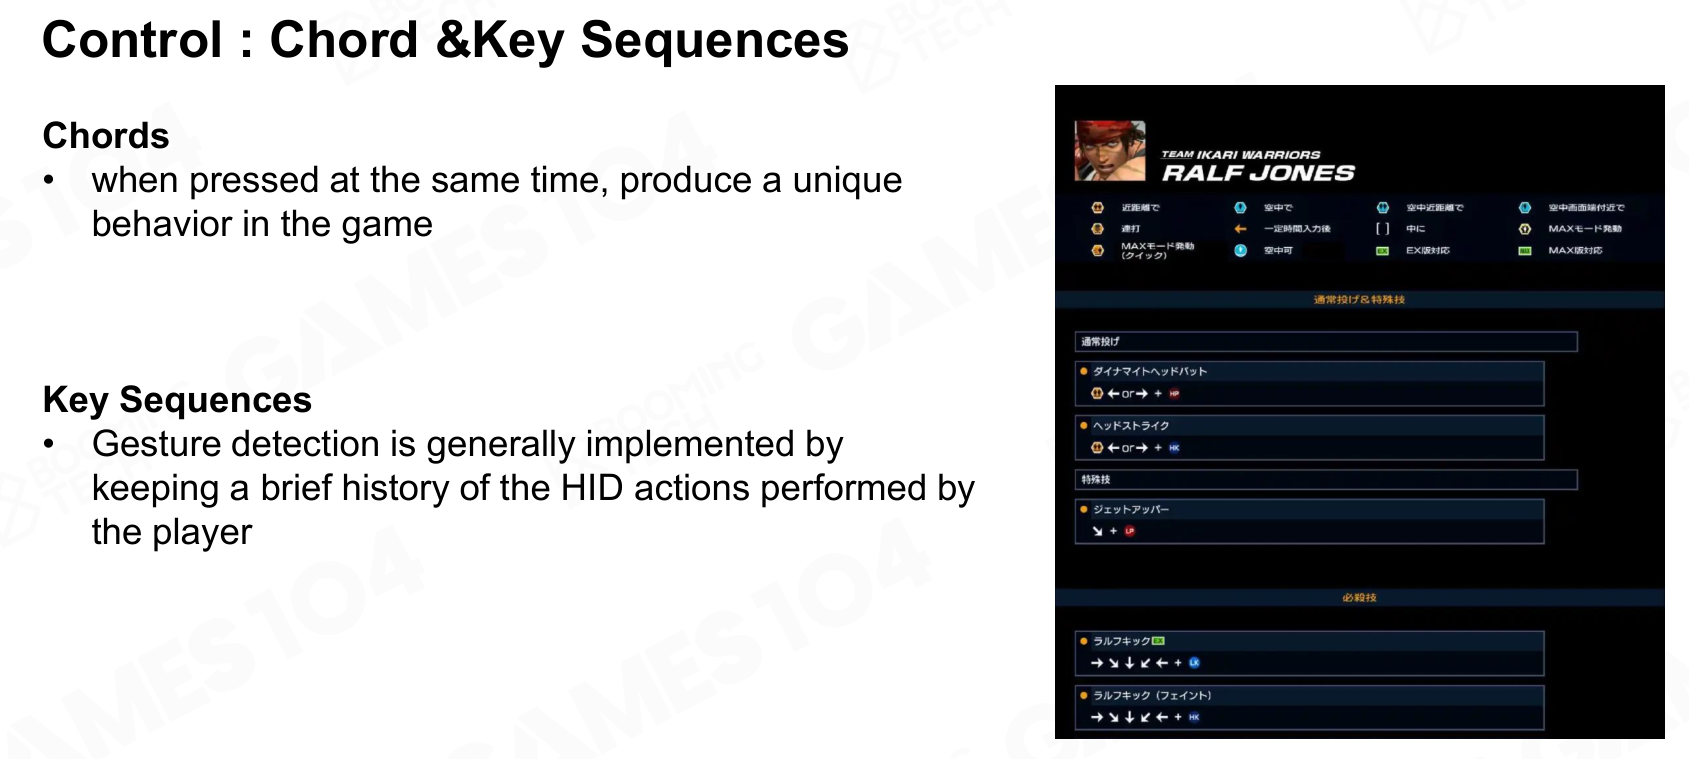 Control : Chord &Key Sequences
Chords
• when pressed at the same time, produce a unique
behavior in the game
Key Sequences
• Gesture detection is generally implemented by
keeping a brief history of the HID actions performed by
the player
TEAM IKARI WARRIORS
RALF JONES
近距離で 空中で 空中近距離で 空中画面端付近で
連打 一定時間入力後 [ ] 中に MAXモード発動
MAXモード発動
(クイック) 空中可 EX EX版対応 MAX版対応
通常投げ&特殊技
通常投げ
ダイナマイトヘッドバット
←or→ + HP
ヘッドストライク
←or→ + HK
特殊技
ジェットアッパー
↘ + LP
必殺技
ラルフキック EX
→ ↘ ↓ ↙ ← + LK
ラルフキック (フェイント)
→ ↘ ↓ ↙ ← + HK
GAMES104
BOOMING
TECH